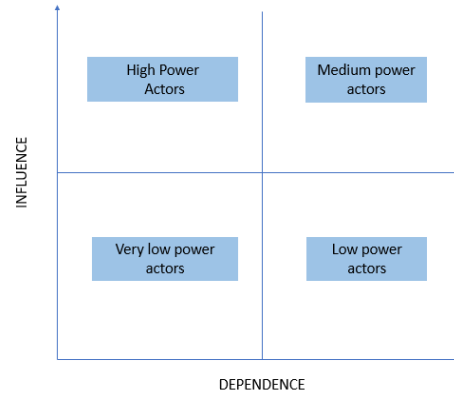 High Power
Actors
Medium power
actors
INFLUENCE
Very low power
actors
Low power
actors
DEPENDENCE